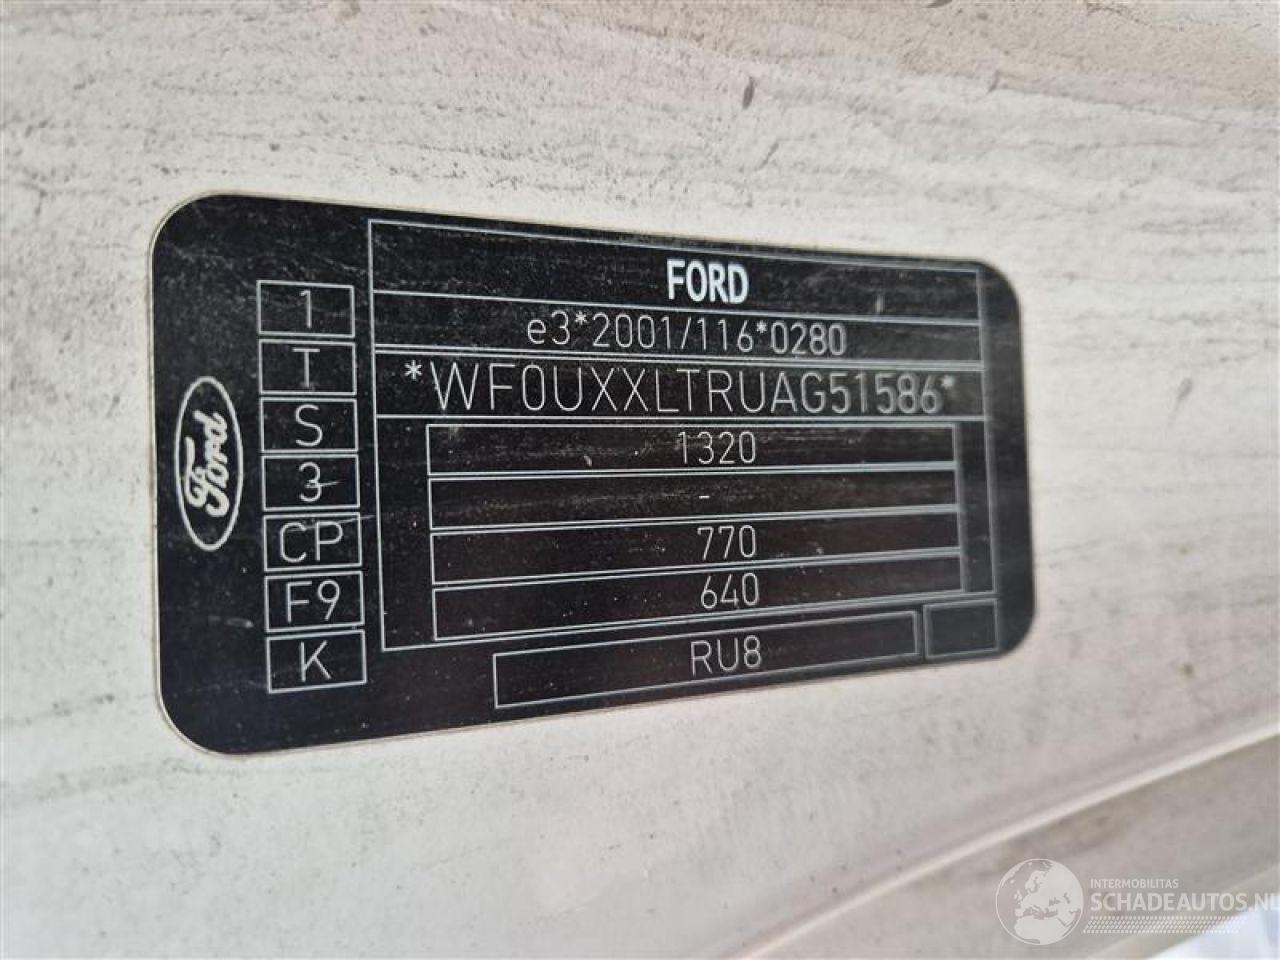 FORD
e3*2001/116*0280
*WF0UXXLTRUAG51586*
1320
-
770
640
RU8
1
T
S
3
CP
F9
K
Ford
INTERMOBILITAS
SCHADEAUTOS.NL